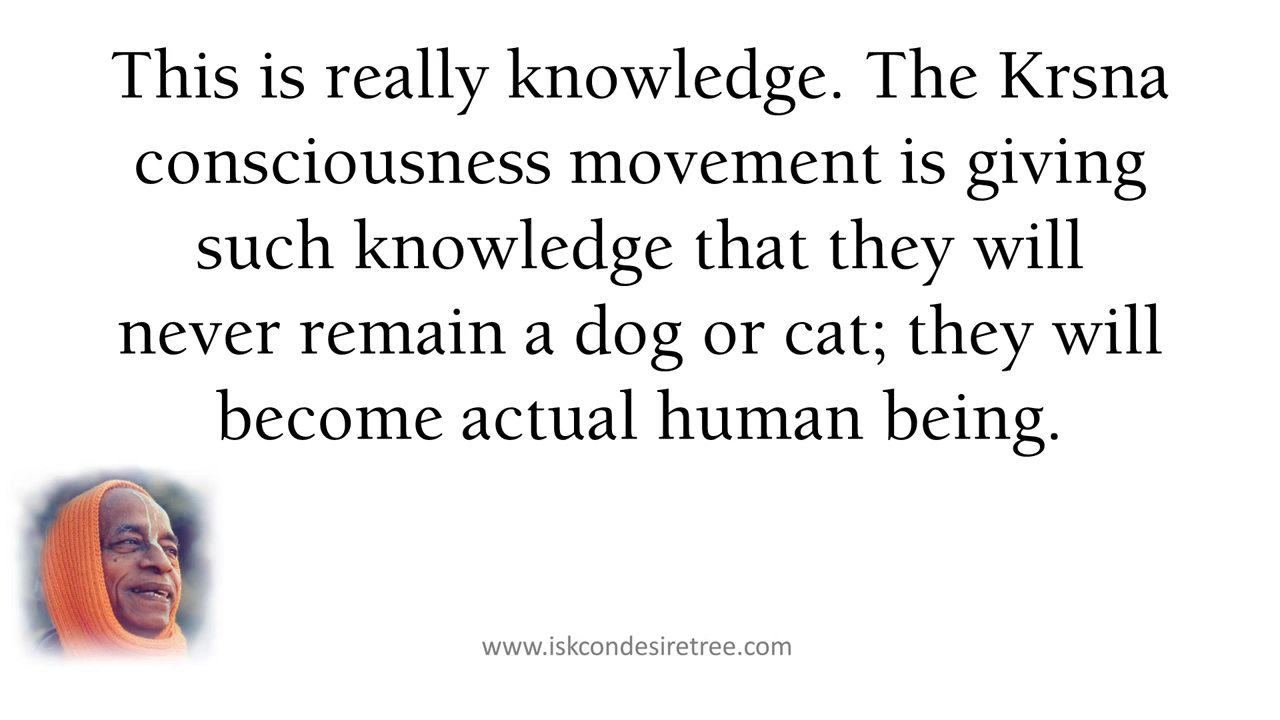 This is really knowledge. The Krsna
consciousness movement is giving
such knowledge that they will
never remain a dog or cat; they will
become actual human being.
www.iskcondesiretree.com